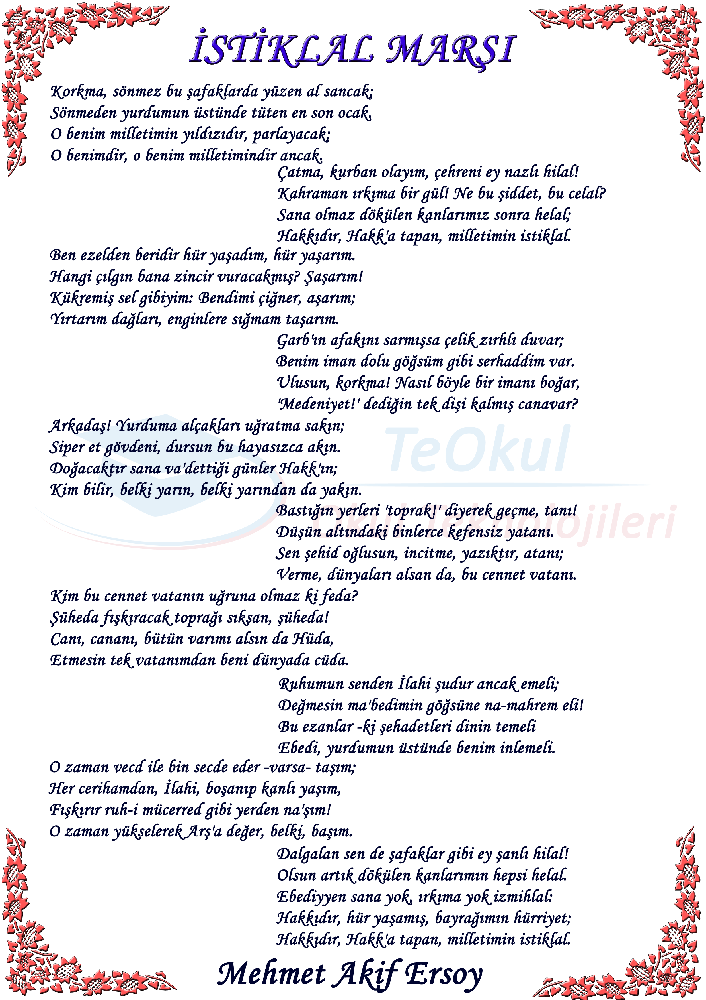 İSTİKLAL MARŞI
Korkma, sönmez bu şafaklarda yüzen al sancak;
Sönmeden yurdumun üstünde tüten en son ocak.
O benim milletimin yıldızıdır, parlayacak;
O benimdir, o benim milletimindir ancak.
Çatma, kurban olayım, çehreni ey nazlı hilal!
Kahraman ırkıma bir gül! Ne bu şiddet, bu celal?
Sana olmaz dökülen kanlarımız sonra helal;
Hakkıdır, Hakk'a tapan, milletimin istiklal.
Ben ezelden beridir hür yaşadım, hür yaşarım.
Hangi çılgın bana zincir vuracakmış? Şaşarım!
Kükremiş sel gibiyim: Bendimi çiğner, aşarım;
Yırtarım dağları, enginlere sığmam taşarım.
Garb'ın afakını sarmışsa çelik zırhlı duvar;
Benim iman dolu göğsüm gibi serhaddim var.
Ulusun, korkma! Nasıl böyle bir imanı boğar,
'Medeniyet!' dediğin tek dişi kalmış canavar?
Arkadaş! Yurduma alçakları uğratma sakın;
Siper et gövdeni, dursun bu hayasızca akın.
Doğacaktır sana va'dettiği günler Hakk'ın;
Kim bilir, belki yarın, belki yarından da yakın.
TeOkul
Okul Teknolojileri
Bastığın yerleri 'toprak!' diyerek geçme, tanı!
Düşün altındaki binlerce kefensiz yatanı.
Sen şehid oğlusun, incitme, yazıktır, atanı;
Verme, dünyaları alsan da, bu cennet vatanı.
Kim bu cennet vatanın uğruna olmaz ki feda?
Şüheda fışkıracak toprağı sıksan, şüheda!
Canı, cananı, bütün varımı alsın da Hüda,
Etmesin tek vatanımdan beni dünyada cüda.
Ruhumun senden İlahi şudur ancak emeli;
Değmesin ma'bedimin göğsüne na-mahrem eli!
Bu ezanlar -ki şehadetleri dinin temeli
Ebedi, yurdumun üstünde benim inlemeli.
O zaman vecd ile bin secde eder -varsa- taşım;
Her cerihamdan, İlahi, boşanıp kanlı yaşım,
Fışkırır ruh-i mücerred gibi yerden na'şım!
O zaman yükselerek Arş'a değer, belki, başım.
Dalgalan sen de şafaklar gibi ey şanlı hilal!
Olsun artık dökülen kanlarımın hepsi helal.
Ebediyyen sana yok, ırkıma yok izmihlal:
Hakkıdır, hür yaşamış, bayrağımın hürriyet;
Hakkıdır, Hakk'a tapan, milletimin istiklal.
Mehmet Akif Ersoy